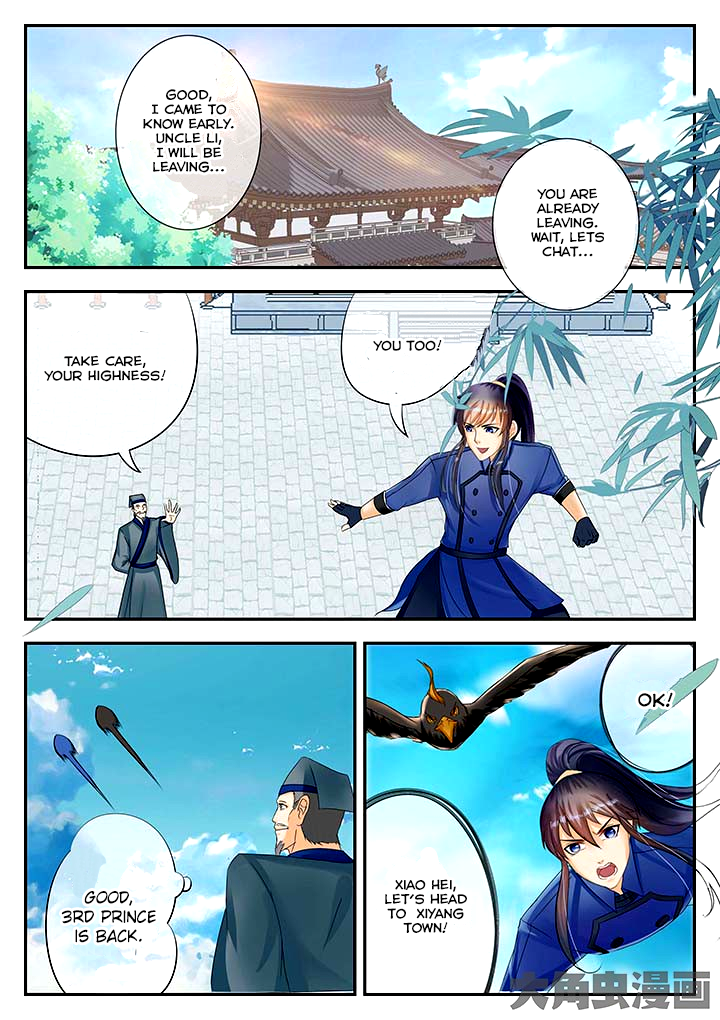 GOOD,
I CAME TO
KNOW EARLY.
UNCLE LI,
I WILL BE
LEAVING...
YOU ARE
ALREADY
LEAVING.
WAIT, LETS
CHAT...
TAKE CARE,
YOUR HIGHNESS!
YOU TOO!
GOOD,
3RD PRINCE
IS BACK.
OK!
XIAO HEI,
LET'S HEAD
TO XIYANG
TOWN!
大角虫漫画